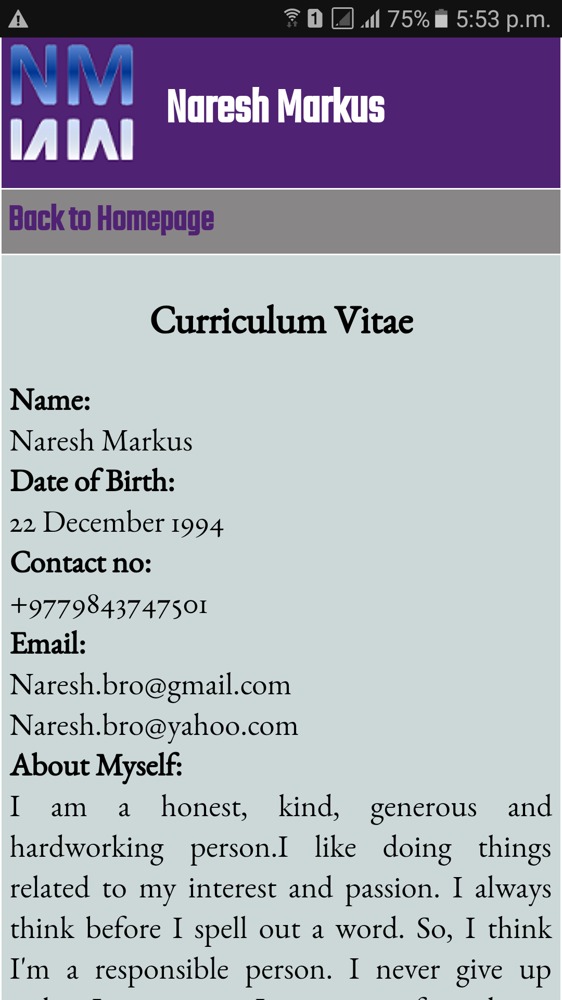 1 75% 5:53 p.m.
NM
Naresh Markus
Back to Homepage
Curriculum Vitae
Name:
Naresh Markus
Date of Birth:
22 December 1994
Contact no:
+9779843747501
Email:
Naresh.bro@gmail.com
Naresh.bro@yahoo.com
About Myself:
I am a honest, kind, generous and
hardworking person.I like doing things
related to my interest and passion. I always
think before I spell out a word. So, I think
I'm a responsible person. I never give up